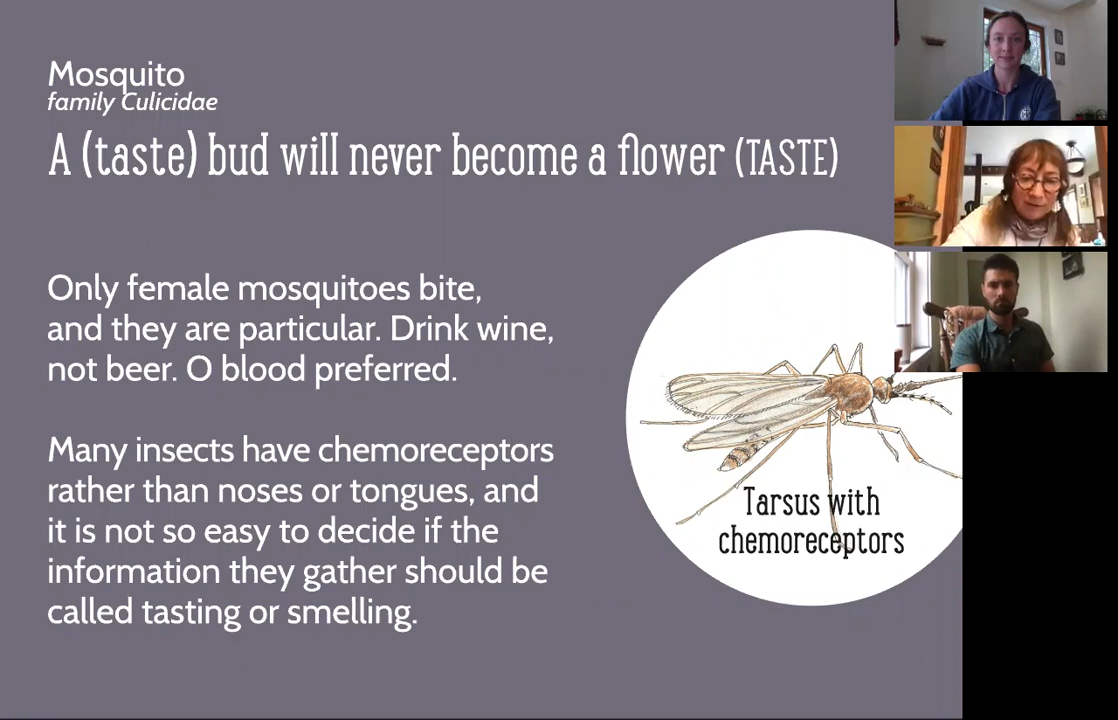 Mosquito
family Culicidae
A (taste) bud will never become a flower (TASTE)
Only female mosquitoes bite,
and they are particular. Drink wine,
not beer. O blood preferred.
Many insects have chemoreceptors
rather than noses or tongues, and
it is not so easy to decide if the
information they gather should be
called tasting or smelling.
Tarsus with
chemoreceptors